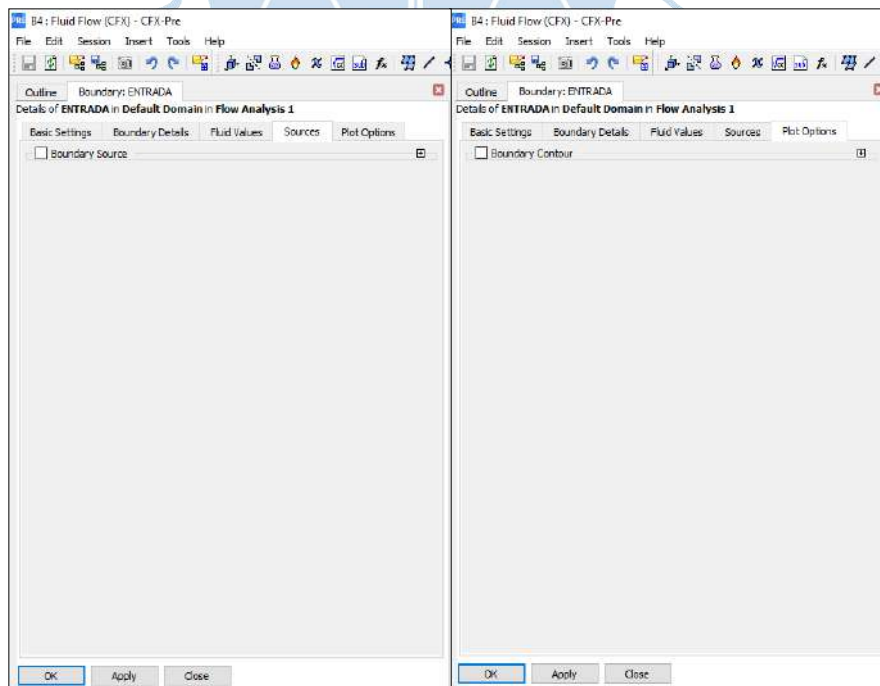 B4 : Fluid Flow (CFX) - CFX-Pre
File Edit Session Insert Tools Help
Outline Boundary: ENTRADA
Details of ENTRADA in Default Domain in Flow Analysis 1
Basic Settings Boundary Details Fluid Values Sources Plot Options
Boundary Source
OK Apply Close
B4 : Fluid Flow (CFX) - CFX-Pre
File Edit Session Insert Tools Help
Outline Boundary: ENTRADA
Details of ENTRADA in Default Domain in Flow Analysis 1
Basic Settings Boundary Details Fluid Values Sources Plot Options
Boundary Contour
OK Apply Close